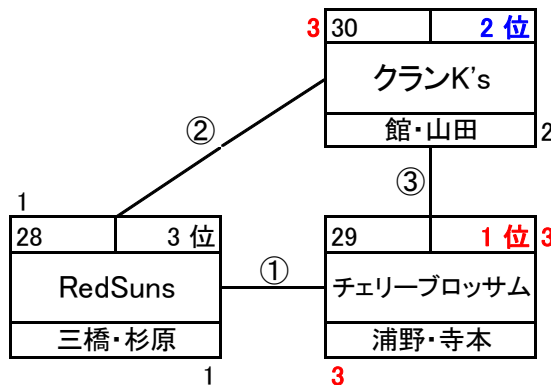 3 30 2 位
クランK's
館・山田 2
②
③
1
28 3 位 29 1 位 3
①
RedSuns チェリーブロッサム
三橋・杉原 浦野・寺本
1 3